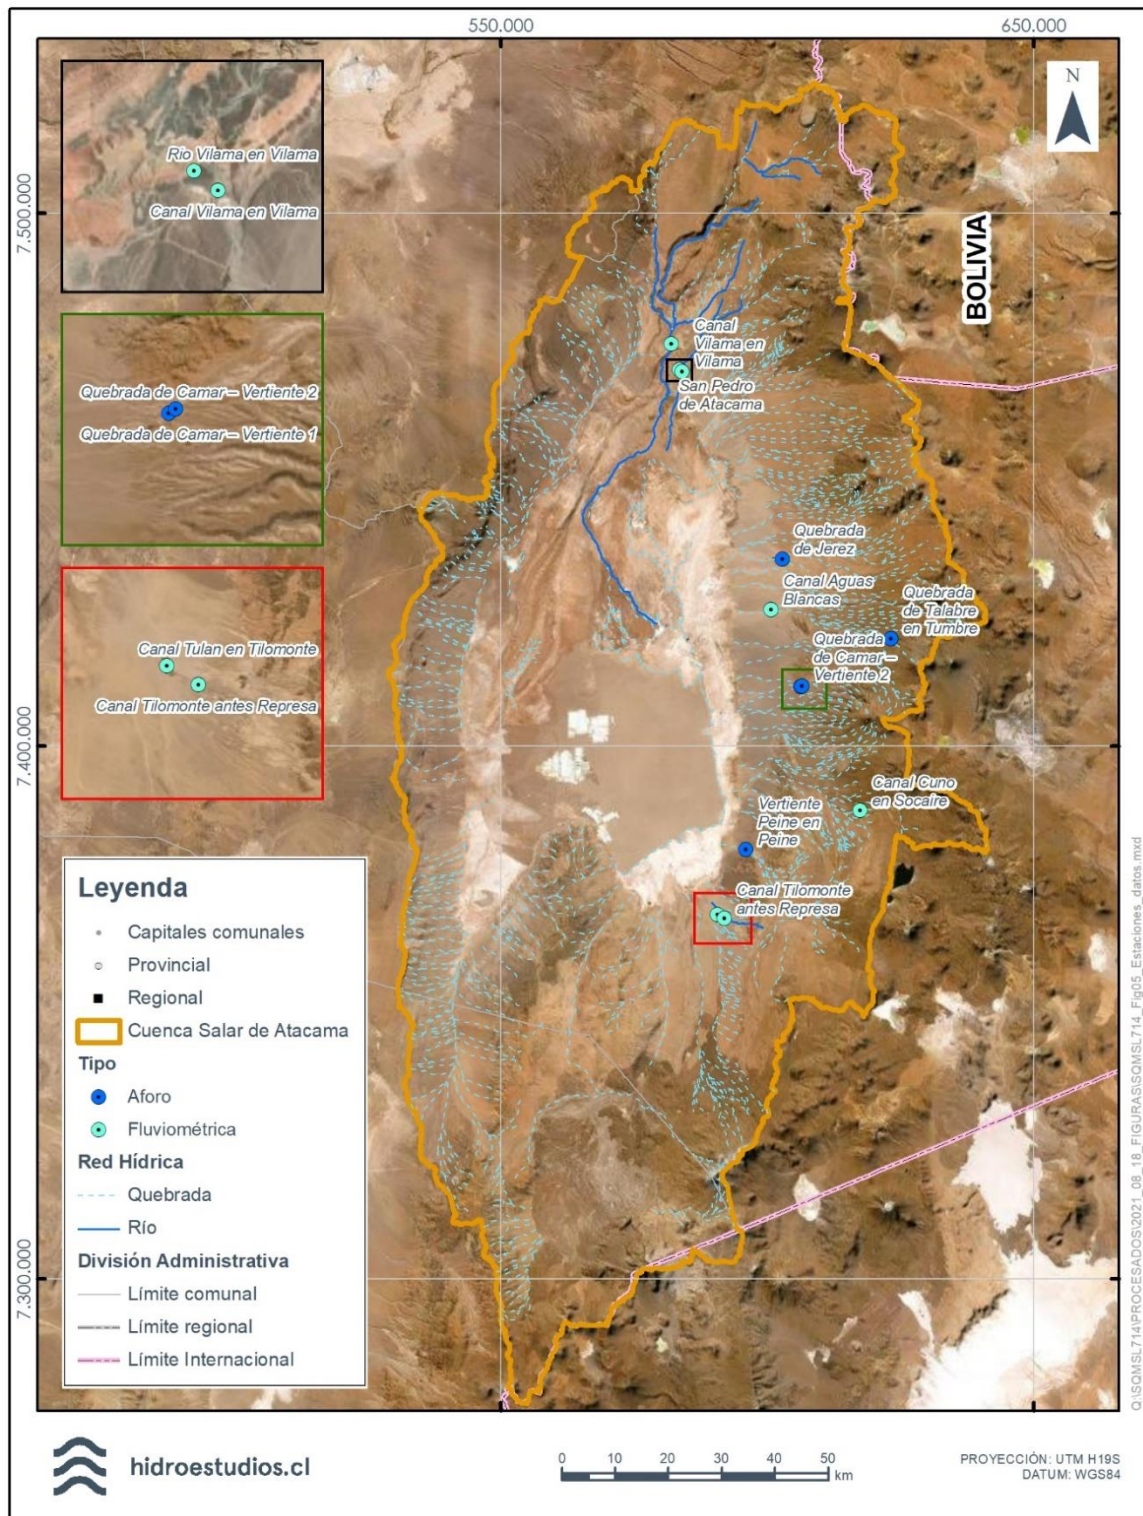 550.000
650.000
N
7.500.000
7.400.000
7.300.000
Río Vilama en Vilama
Canal Vilama en Vilama
Quebrada de Camar – Vertiente 2
Quebrada de Camar – Vertiente 1
Canal Tulan en Tilomonte
Canal Tilomonte antes Represa
BOLIVIA
Canal
Vilama en
Vilama
San Pedro
de Atacama
Quebrada
de Jerez
Canal Aguas
Blancas
Quebrada
de Talabre
en Tumbre
Quebrada
de Camar –
Vertiente 2
Canal Cuno
en Socaire
Vertiente
Peine en
Peine
Canal Tilomonte
antes Represa
Leyenda
Capitales comunales
Provincial
Regional
Cuenca Salar de Atacama
Tipo
Aforo
Fluviométrica
Red Hídrica
Quebrada
Río
División Administrativa
Límite comunal
Límite regional
Límite Internacional
Q:\SQMSL714\PROCESADOS\2021_08_18_FIGURAS\SQMSL714_Fig05_Estaciones_datos.mxd
hidroestudios.cl
0 10 20 30 40 50
km
PROYECCIÓN: UTM H19S
DATUM: WGS84